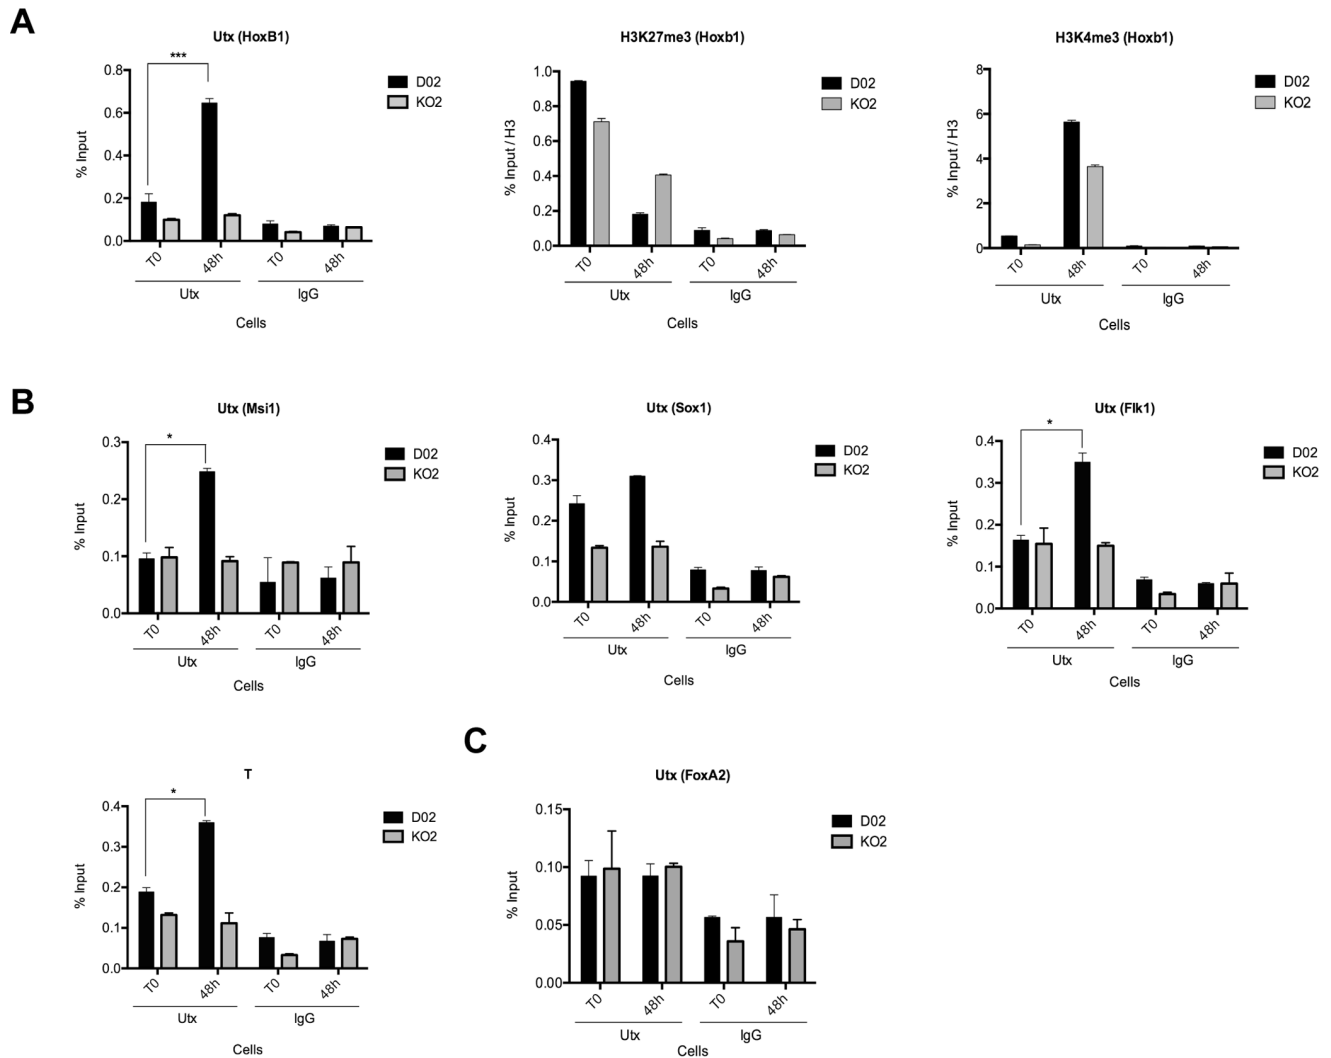 A
Utx (HoxB1)
***
0.8
0.6
0.4
0.2
0.0
% Input
D02
KO2
T0
48h
T0
48h
Utx
IgG
Cells
H3K27me3 (Hoxb1)
1.0
0.8
0.6
0.4
0.2
0.0
% Input / H3
D02
KO2
T0
48h
T0
48h
Utx
IgG
Cells
H3K4me3 (Hoxb1)
8
6
4
2
0
% Input / H3
D02
KO2
T0
48h
T0
48h
Utx
IgG
Cells
B
Utx (Msi1)
*
0.3
0.2
0.1
0.0
% Input
D02
KO2
T0
48h
T0
48h
Utx
IgG
Cells
Utx (Sox1)
0.4
0.3
0.2
0.1
0.0
% Input
D02
KO2
T0
48h
T0
48h
Utx
IgG
Cells
Utx (Flk1)
*
0.4
0.3
0.2
0.1
0.0
% Input
D02
KO2
T0
48h
T0
48h
Utx
IgG
Cells
T
*
0.4
0.3
0.2
0.1
0.0
% Input
D02
KO2
T0
48h
T0
48h
Utx
IgG
Cells
C
Utx (FoxA2)
0.15
0.10
0.05
0.00
% Input
D02
KO2
T0
48h
T0
48h
Utx
IgG
Cells